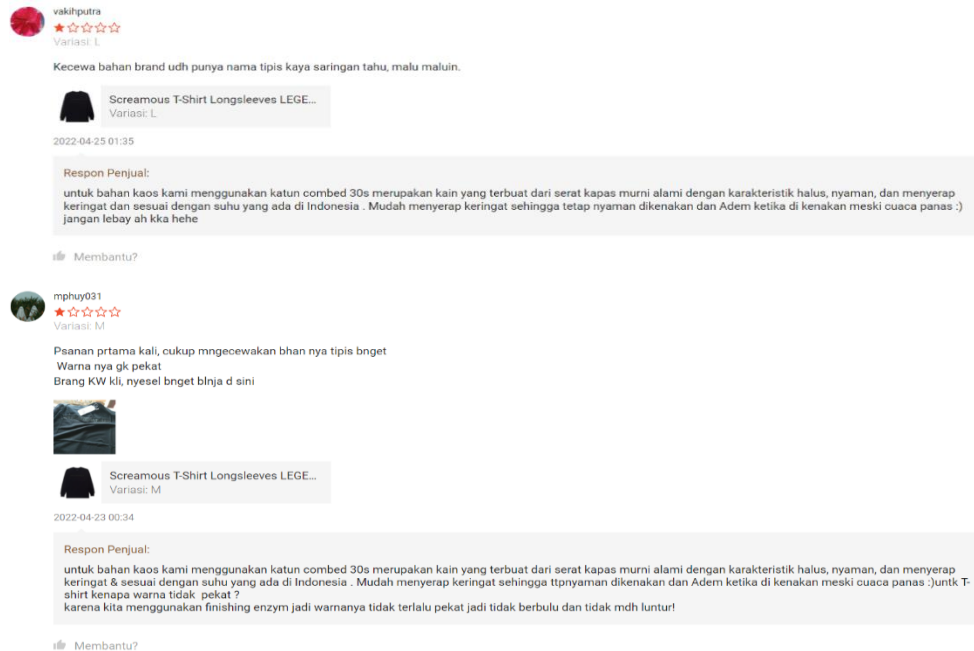 vakihputra
Variasi: L
Kecewa bahan brand udh punya nama tipis kaya saringan tahu, malu maluin.
Screamous T-Shirt Longsleeves LEGE...
Variasi: L
2022-04-25 01:35
Respon Penjual:
untuk bahan kaos kami menggunakan katun combed 30s merupakan kain yang terbuat dari serat kapas murni alami dengan karakteristik halus, nyaman, dan menyerap
keringat dan sesuai dengan suhu yang ada di Indonesia . Mudah menyerap keringat sehingga tetap nyaman dikenakan dan Adem ketika di kenakan meski cuaca panas :)
jangan lebay ah kka hehe
Membantu?
mphuy031
Variasi: M
Psanan prtama kali, cukup mngecewakan bhan nya tipis bnget
Warna nya gk pekat
Brang KW kli, nyesel bnget blnja d sini
Screamous T-Shirt Longsleeves LEGE...
Variasi: M
2022-04-23 00:34
Respon Penjual:
untuk bahan kaos kami menggunakan katun combed 30s merupakan kain yang terbuat dari serat kapas murni alami dengan karakteristik halus, nyaman, dan menyerap
keringat & sesuai dengan suhu yang ada di Indonesia . Mudah menyerap keringat sehingga ttpnyaman dikenakan dan Adem ketika di kenakan meski cuaca panas :)untk T-
shirt kenapa warna tidak  pekat ?
karena kita menggunakan finishing enzym jadi warnanya tidak terlalu pekat jadi tidak berbulu dan tidak mdh luntur!
Membantu?